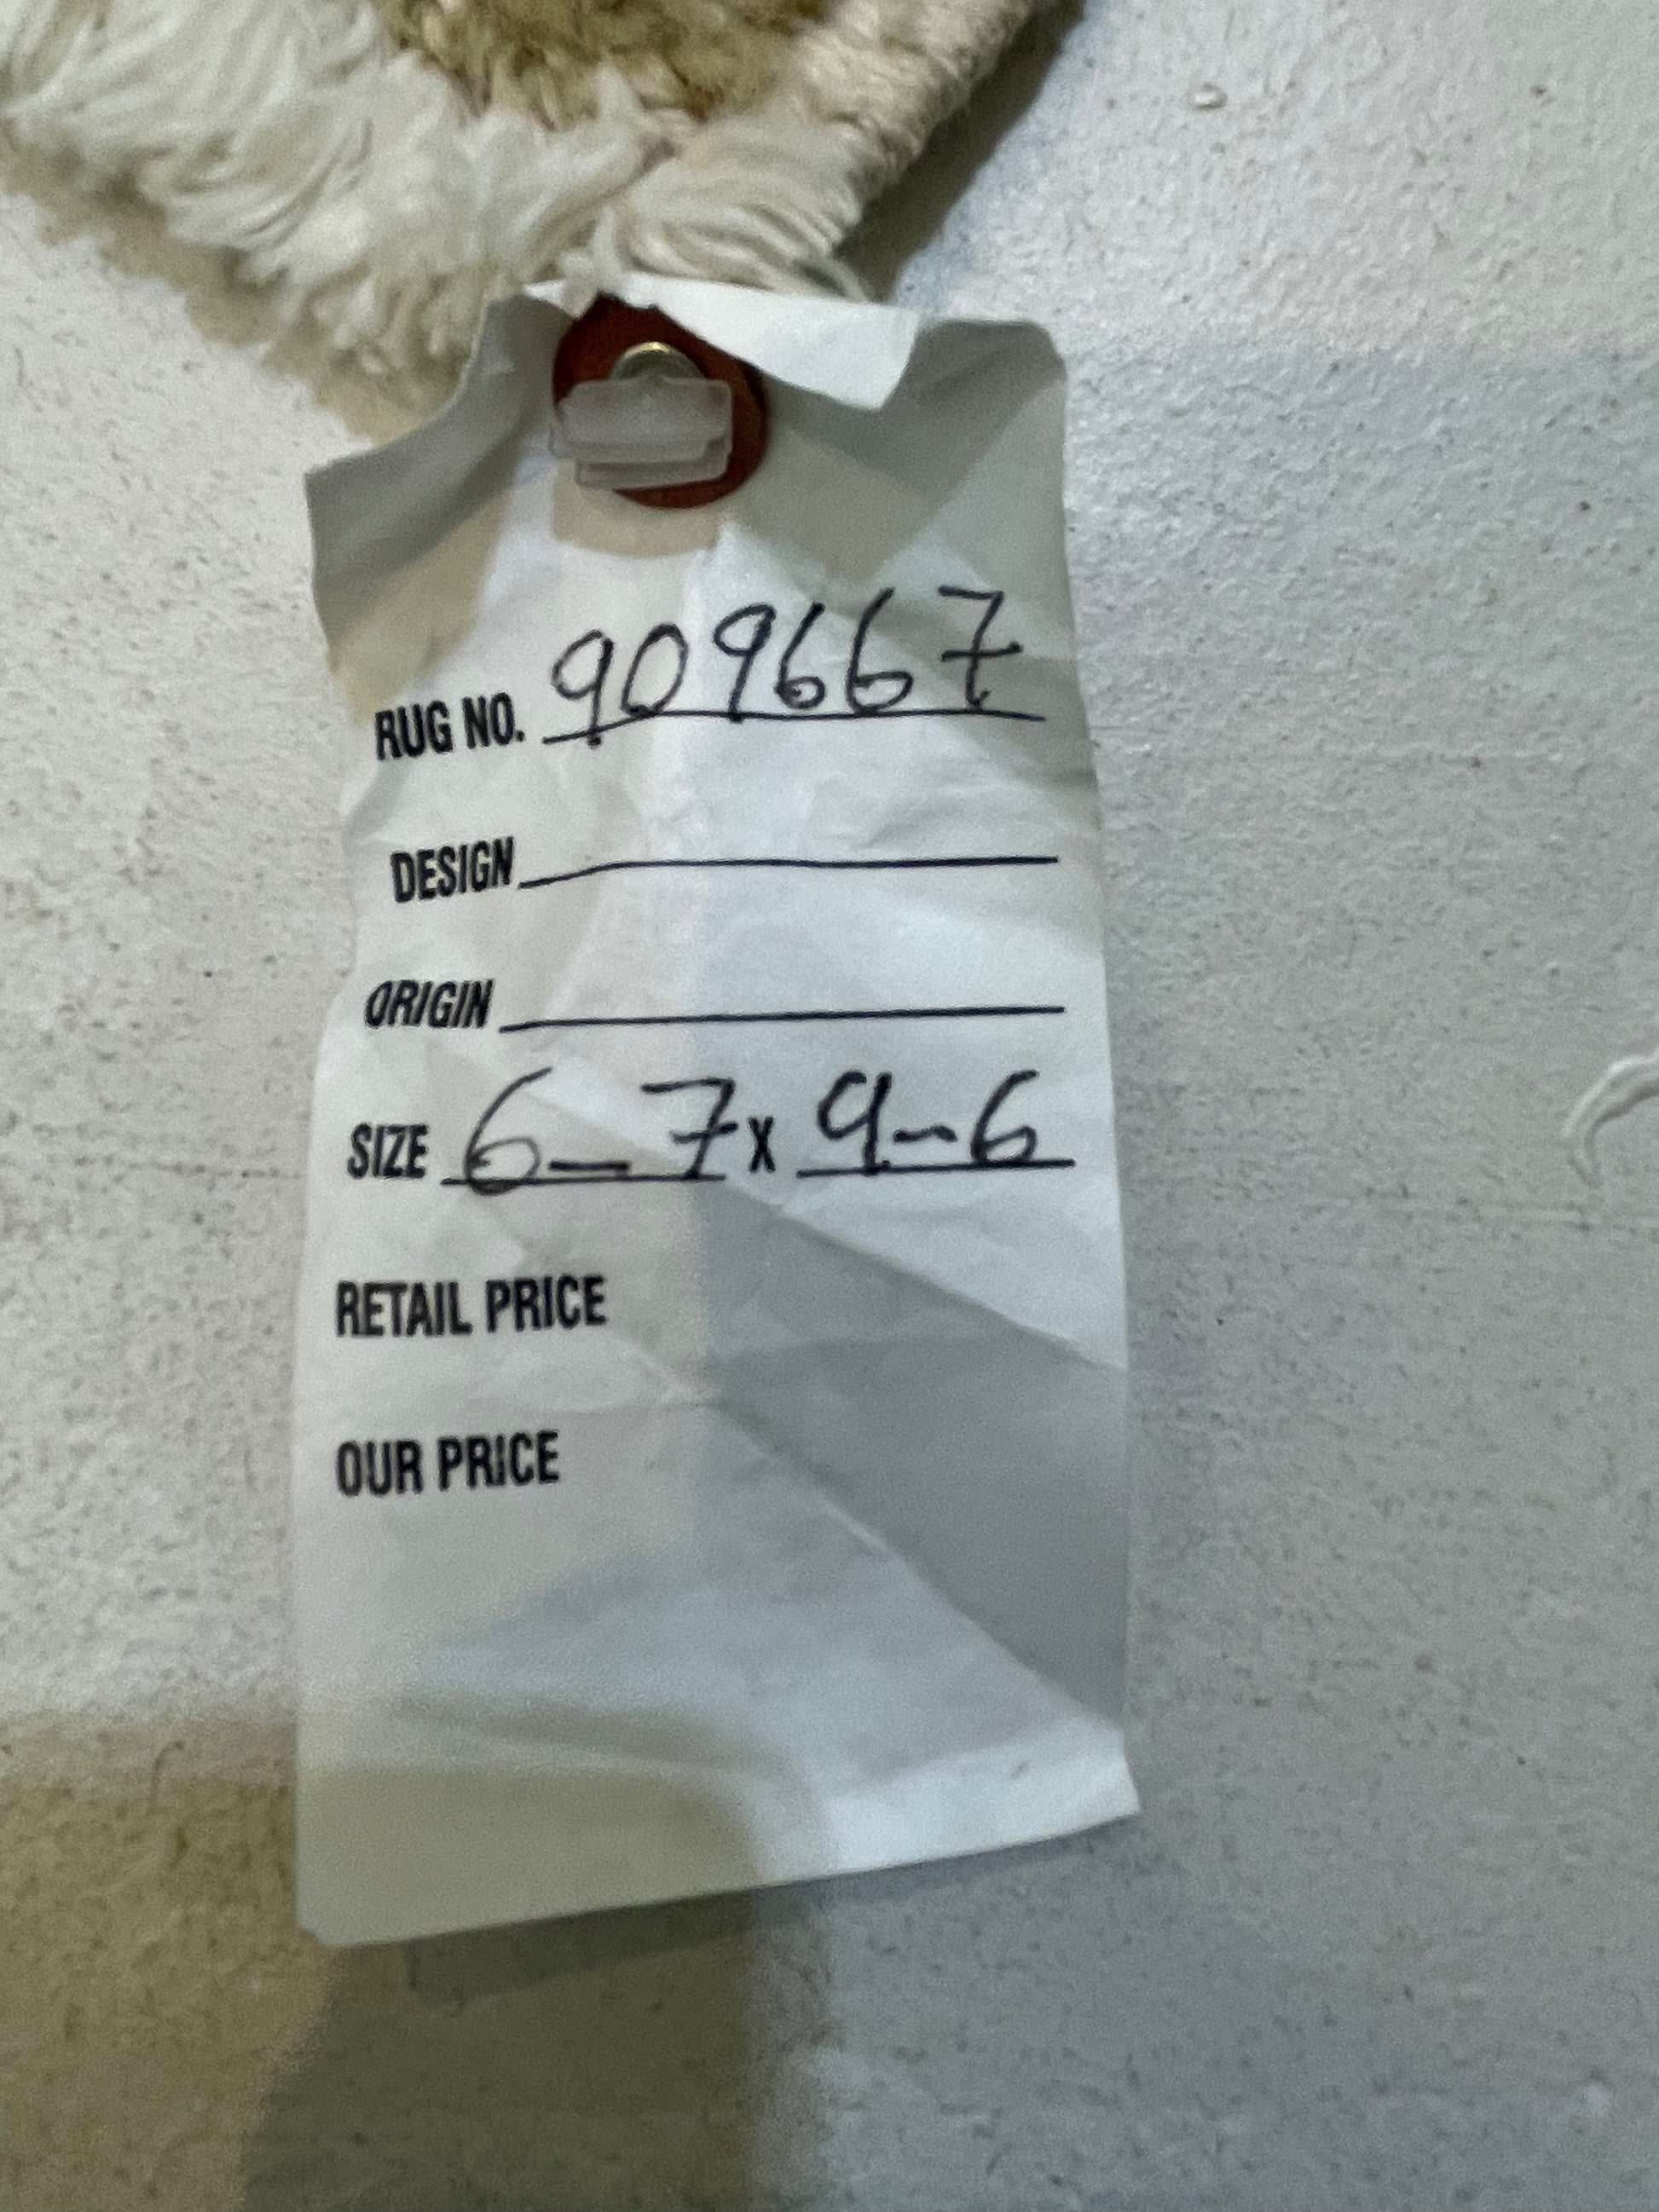 RUG NO. 909667
DESIGN
ORIGIN
SIZE 6-7 x 9-6
RETAIL PRICE
OUR PRICE